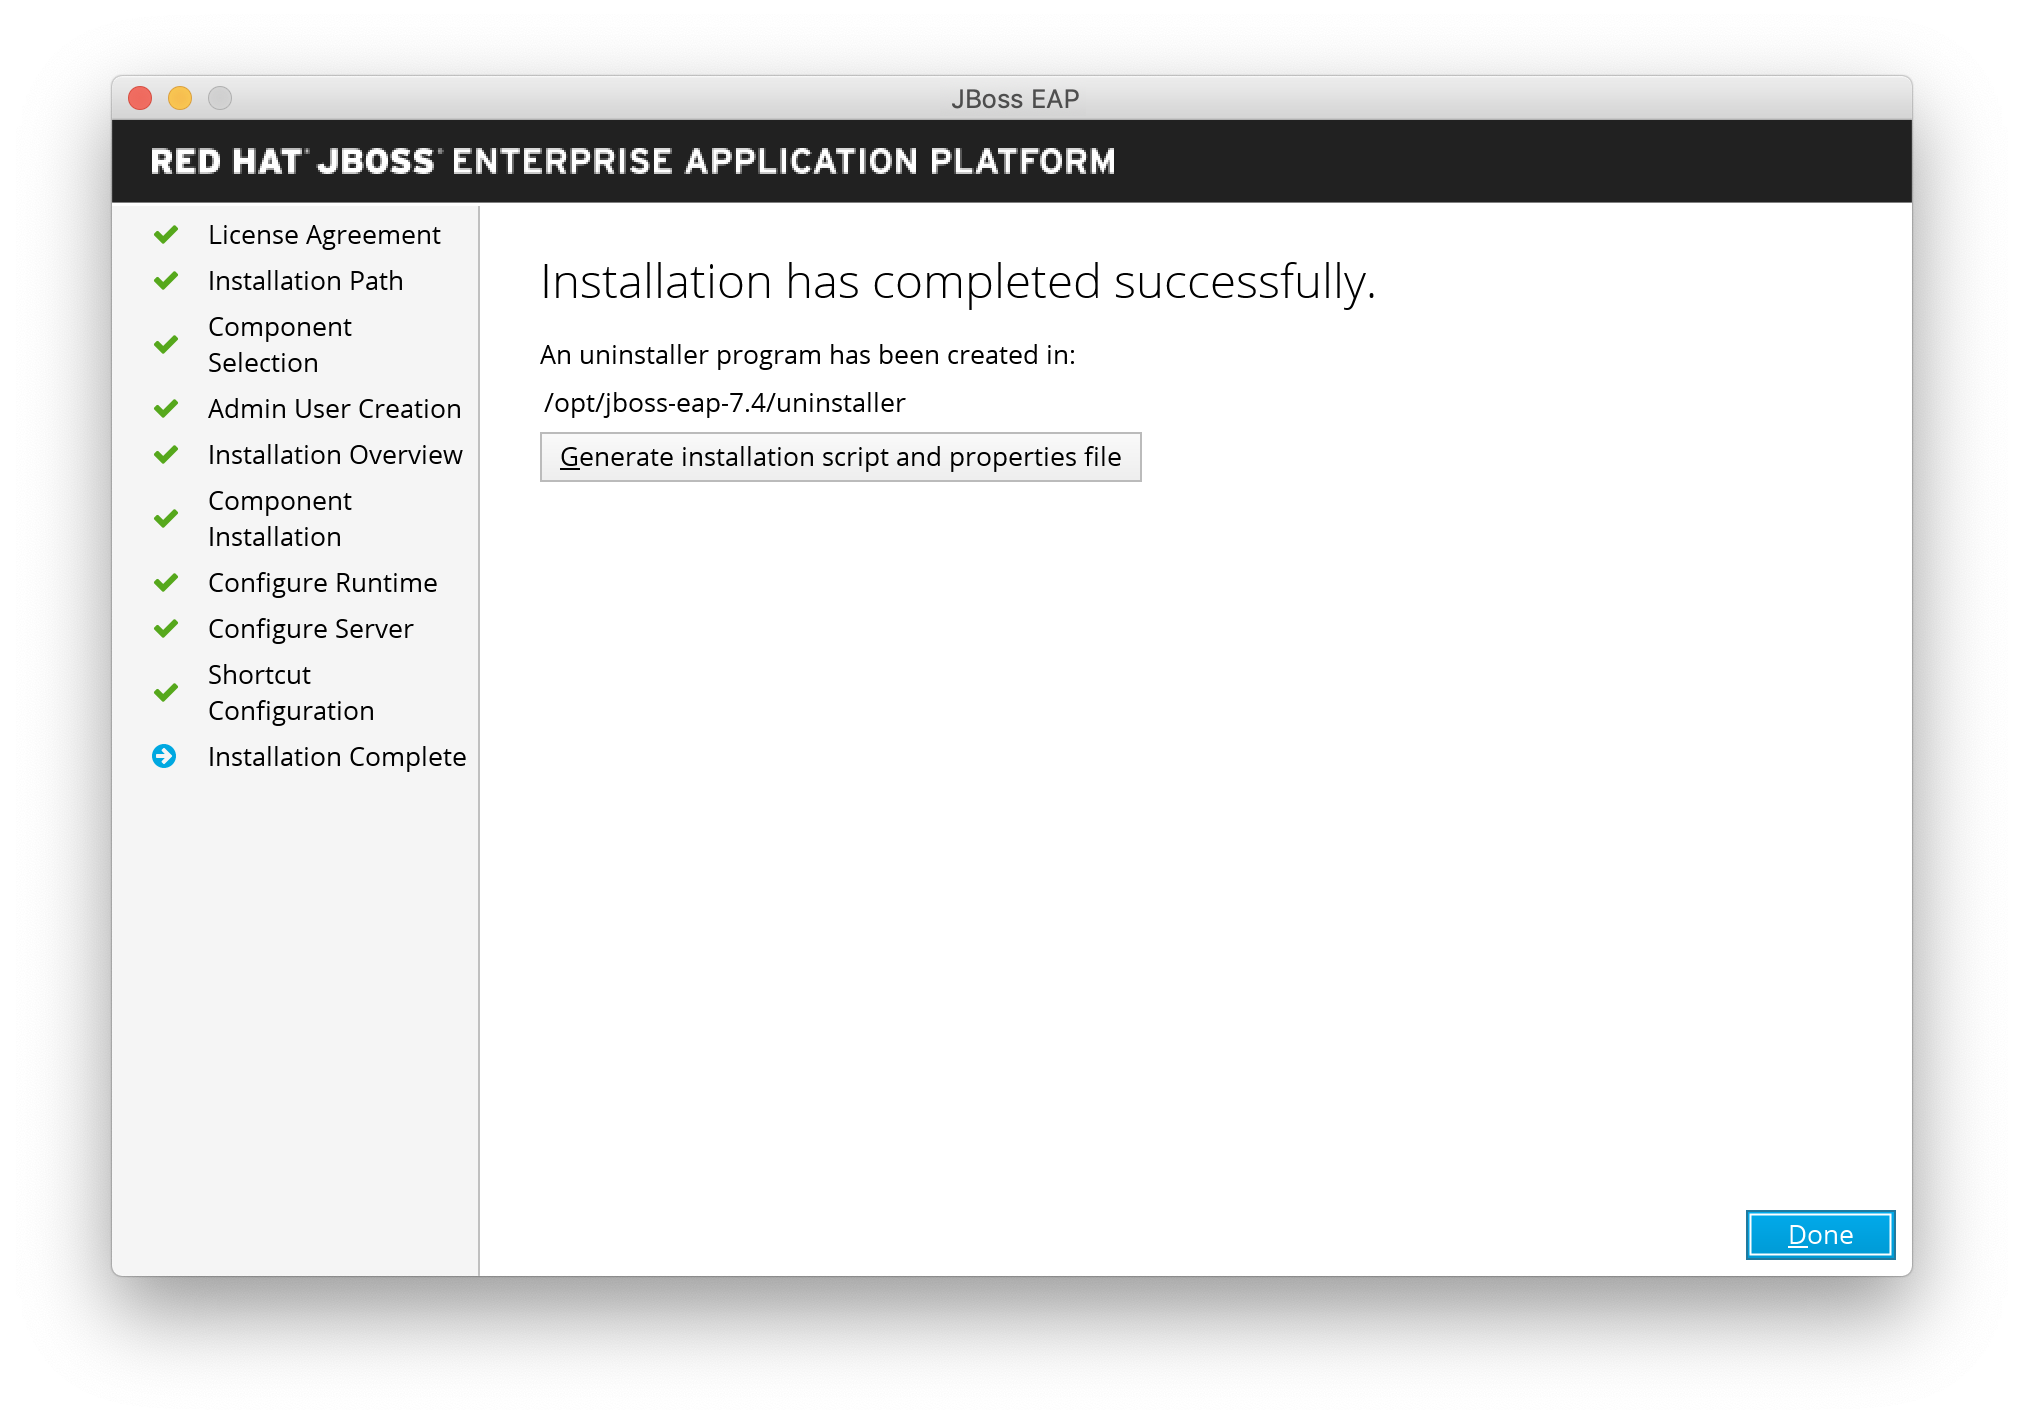 JBoss EAP
RED HAT® JBOSS® ENTERPRISE APPLICATION PLATFORM
License Agreement
Installation Path
Component
Selection
Admin User Creation
Installation Overview
Component
Installation
Configure Runtime
Configure Server
Shortcut
Configuration
Installation Complete
Installation has completed successfully.
An uninstaller program has been created in:
/opt/jboss-eap-7.4/uninstaller
Generate installation script and properties file
Done